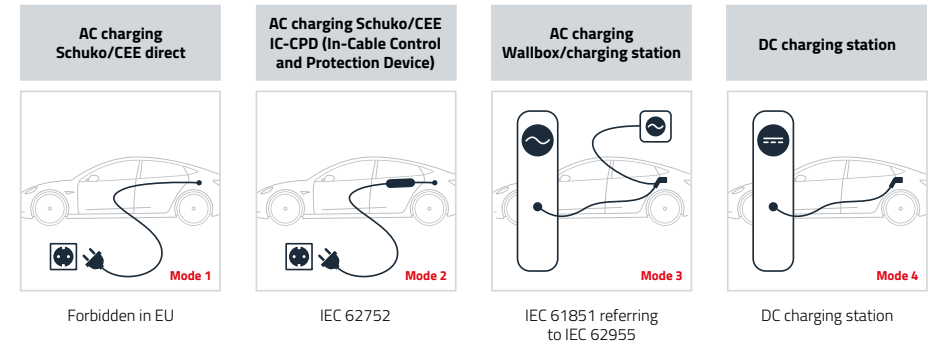 AC charging
Schuko/CEE direct
AC charging Schuko/CEE
IC-CPD (In-Cable Control
and Protection Device)
AC charging
Wallbox/charging station
DC charging station
Mode 1
Mode 2
Mode 3
Mode 4
Forbidden in EU
IEC 62752
IEC 61851 referring
to IEC 62955
DC charging station